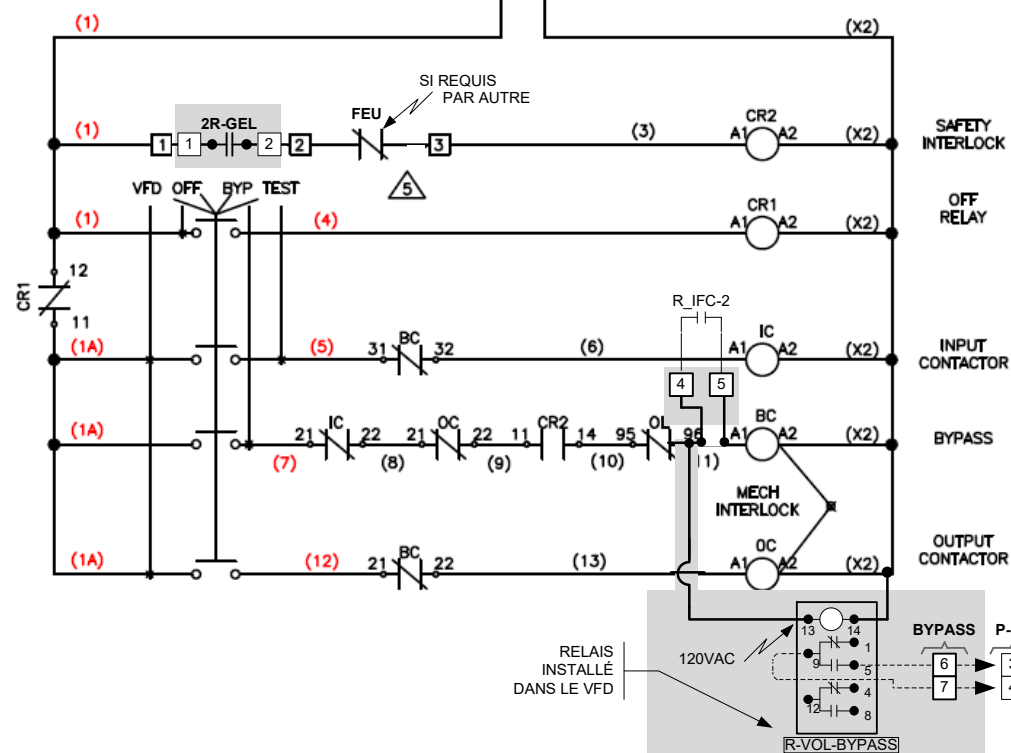 (1) (X2)
SI REQUIS
PAR AUTRE
(1) 1 1 2R-GEL 2 2 FEU 3 (3) A1 CR2 A2 (X2) SAFETY
INTERLOCK
5
VFD OFF BYP TEST
(1) (4) A1 CR1 A2 (X2) OFF
RELAY
CR1
12
11
R_IFC-2
(1A) (5) 31 BC 32 (6) A1 IC A2 (X2) INPUT
CONTACTOR
4 5
(1A) (7) 21 IC 22 (8) 21 OC 22 (9) 11 CR2 14 (10) 95 OL 96 A1 BC A2 (X2) BYPASS
MECH
INTERLOCK
(1A) (12) 21 BC 22 (13) A1 OC A2 (X2) OUTPUT
CONTACTOR
13 14
120VAC
1
9 5
4
12 8
BYPASS
6
7
P-
RELAIS
INSTALLÉ
DANS LE VFD
R-VOL-BYPASS